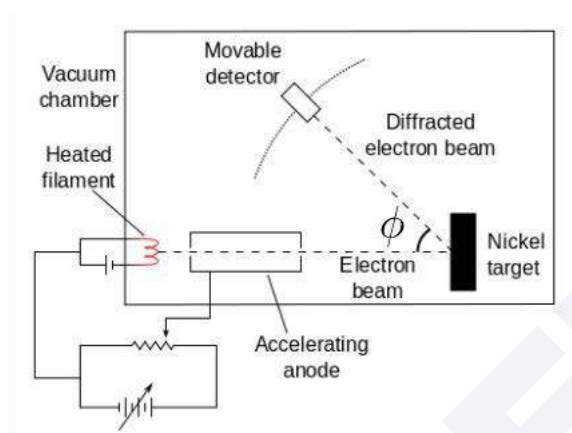 Movable
detector
Vacuum
chamber
Diffracted
electron beam
Heated
filament
ϕ
Nickel
target
Electron
beam
Accelerating
anode